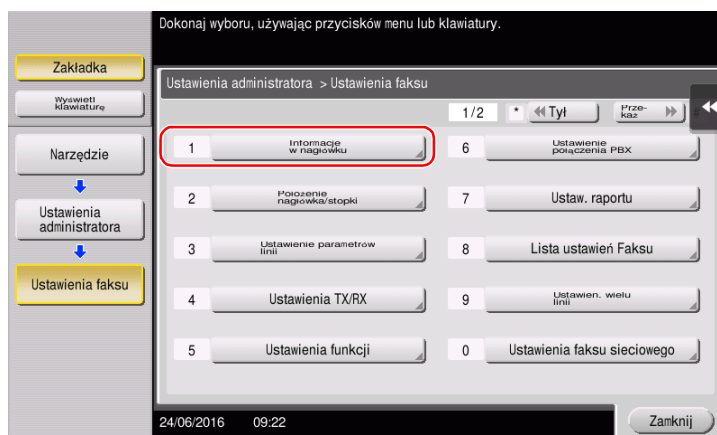 Dokonaj wyboru, używając przycisków menu lub klawiatury.
Zakładka
Wyświetl
klawiaturę
Narzędzie
Ustawienia
administratora
Ustawienia faksu
Ustawienia administratora > Ustawienia faksu
1/2
*
Tył
Prze-
każ
#
1
Informacje
w nagłówku
2
Położenie
nagłówka/stopki
3
Ustawienie parametrów
linii
4
Ustawienia TX/RX
5
Ustawienia funkcji
6
Ustawienie
połączenia PBX
7
Ustaw. raportu
8
Lista ustawień Faksu
9
Ustawien. wielu
linii
0
Ustawienia faksu sieciowego
24/06/2016 09:22
Zamknij